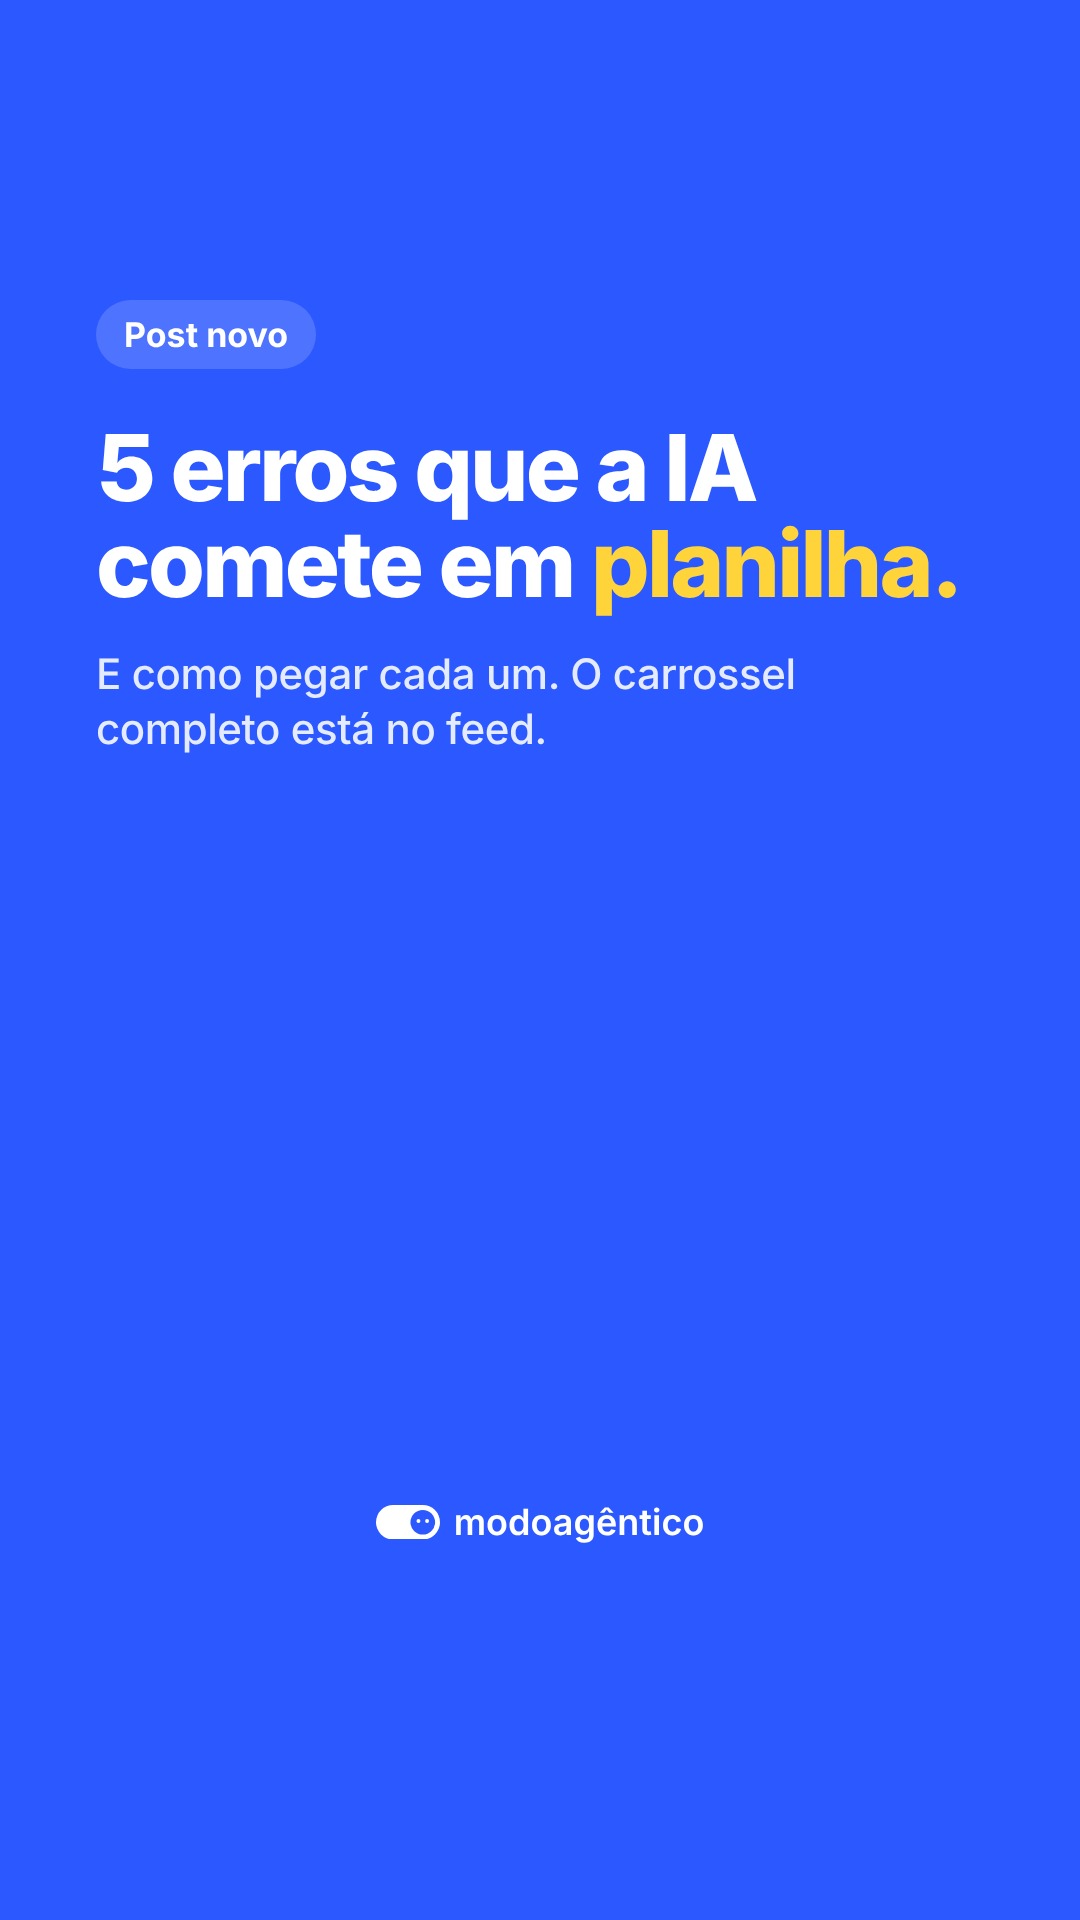 Post novo
5 erros que a IA
comete em planilha.
E como pegar cada um. O carrossel
completo está no feed.
modoagêntico